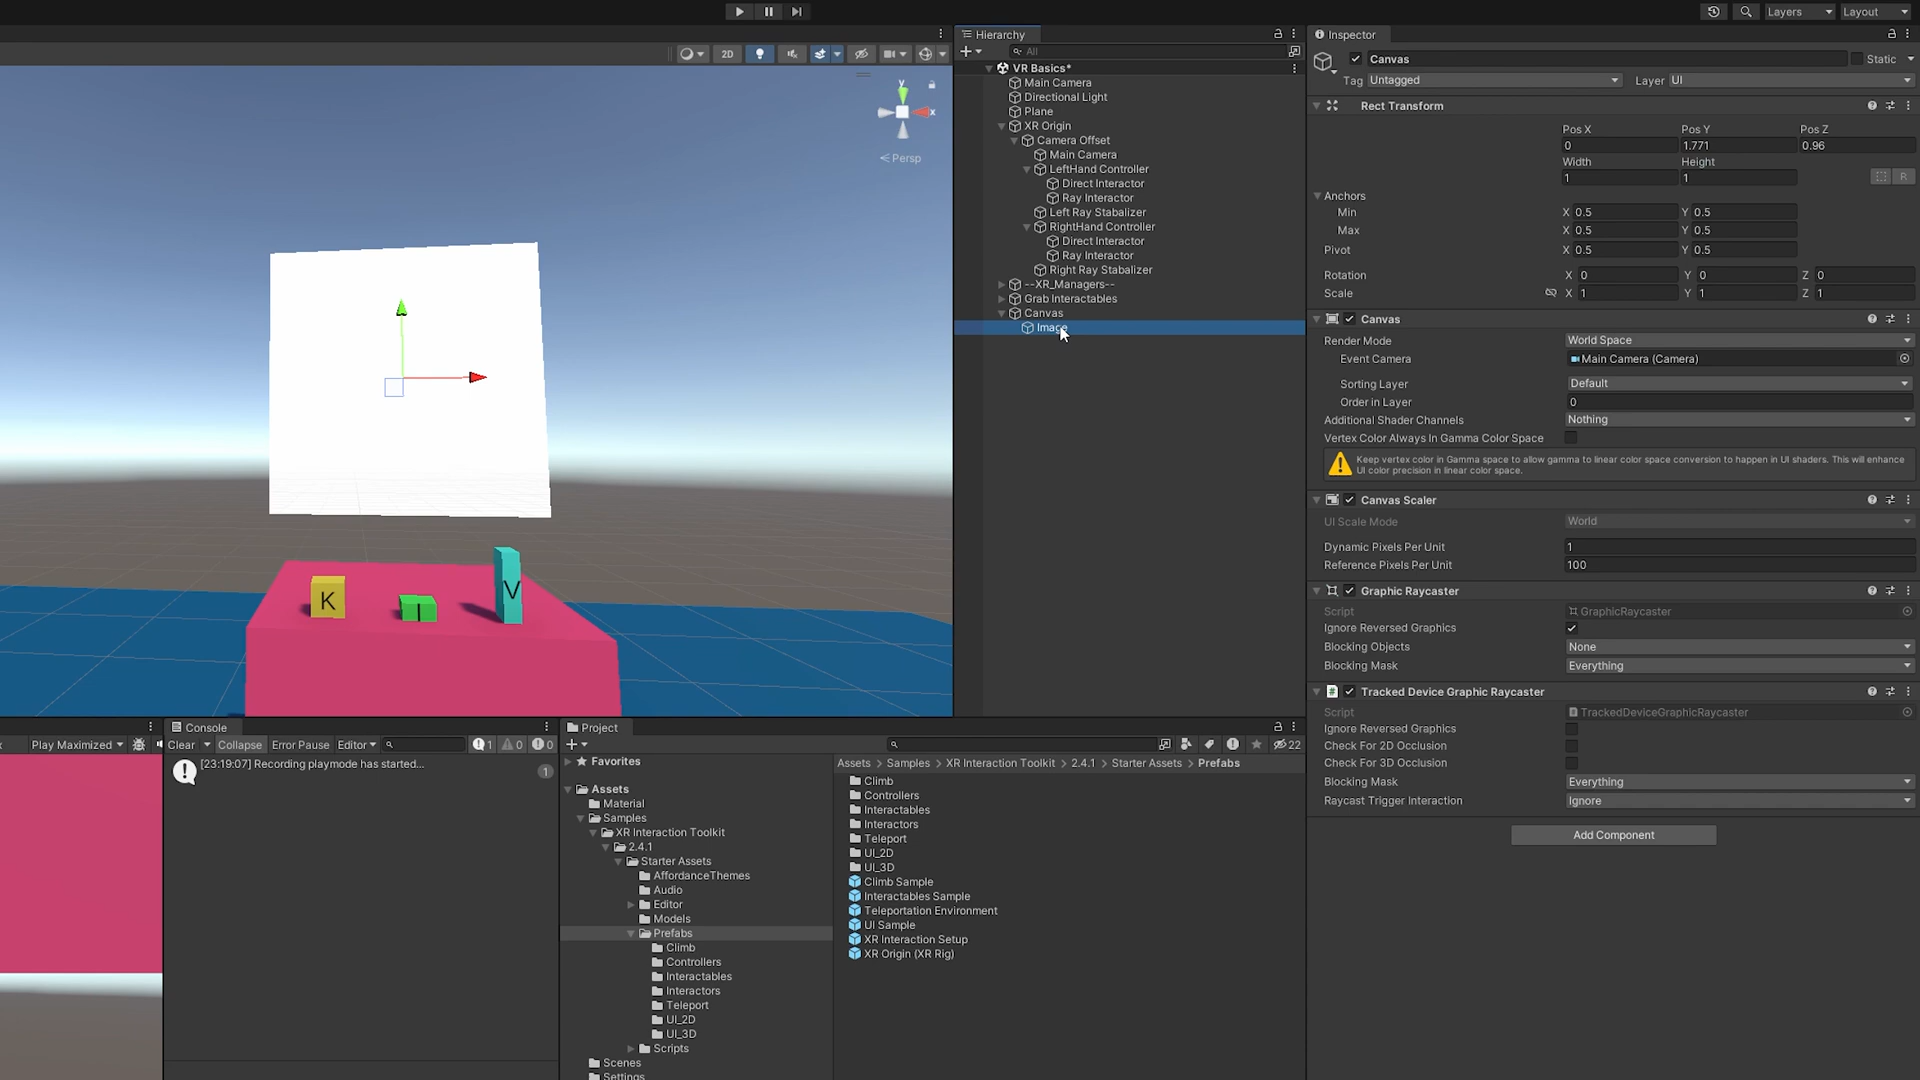 Layers
Layout
Hierarchy
Inspector
All
2D
Canvas
Static
Tag Untagged
Layer UI
VR Basics*
Main Camera
Directional Light
Plane
XR Origin
Camera Offset
Main Camera
LeftHand Controller
Direct Interactor
Ray Interactor
Left Ray Stabalizer
RightHand Controller
Direct Interactor
Ray Interactor
Right Ray Stabalizer
--XR_Managers--
Grab Interactables
Canvas
Image
y
x
Persp
K
I
V
Rect Transform
Pos X Pos Y Pos Z
0 1.771 0.96
Width Height
1 1
R
Anchors
Min X 0.5 Y 0.5
Max X 0.5 Y 0.5
Pivot X 0.5 Y 0.5
Rotation X 0 Y 0 Z 0
Scale X 1 Y 1 Z 1
Canvas
Render Mode World Space
Event Camera Main Camera (Camera)
Sorting Layer Default
Order in Layer 0
Additional Shader Channels Nothing
Vertex Color Always In Gamma Color Space
Keep vertex color in Gamma space to allow gamma to linear color space conversion to happen in UI shaders. This will enhance
UI color precision in linear color space.
Canvas Scaler
UI Scale Mode World
Dynamic Pixels Per Unit 1
Reference Pixels Per Unit 100
Graphic Raycaster
Script GraphicRaycaster
Ignore Reversed Graphics
Blocking Objects None
Blocking Mask Everything
Tracked Device Graphic Raycaster
Script TrackedDeviceGraphicRaycaster
Ignore Reversed Graphics
Check For 2D Occlusion
Check For 3D Occlusion
Blocking Mask Everything
Raycast Trigger Interaction Ignore
Add Component
Play Maximized
Console
Clear Collapse Error Pause Editor 1 0 0
[23:19:07] Recording playmode has started...
1
Project
22
Favorites
Assets
Material
Samples
XR Interaction Toolkit
2.4.1
Starter Assets
AffordanceThemes
Audio
Editor
Models
Prefabs
Climb
Controllers
Interactables
Interactors
Teleport
UI_2D
UI_3D
Scripts
Scenes
Settings
Assets > Samples > XR Interaction Toolkit > 2.4.1 > Starter Assets > Prefabs
Climb
Controllers
Interactables
Interactors
Teleport
UI_2D
UI_3D
Climb Sample
Interactables Sample
Teleportation Environment
UI Sample
XR Interaction Setup
XR Origin (XR Rig)